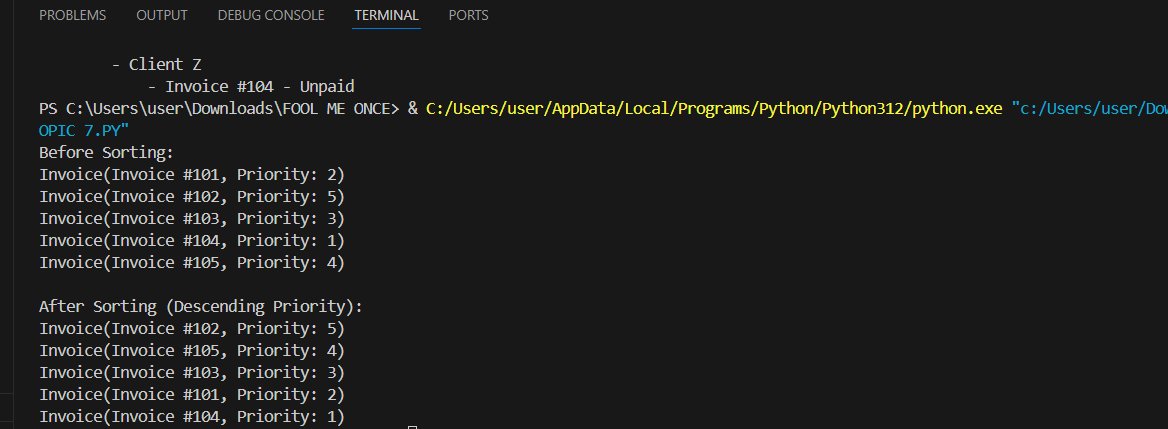 PROBLEMS OUTPUT DEBUG CONSOLE TERMINAL PORTS
- Client Z
- Invoice #104 - Unpaid
PS C:\Users\user\Downloads\FOOL ME ONCE> & C:/Users/user/AppData/Local/Programs/Python/Python312/python.exe "c:/Users/user/Dow
OPIC 7.PY"
Before Sorting:
Invoice(Invoice #101, Priority: 2)
Invoice(Invoice #102, Priority: 5)
Invoice(Invoice #103, Priority: 3)
Invoice(Invoice #104, Priority: 1)
Invoice(Invoice #105, Priority: 4)
After Sorting (Descending Priority):
Invoice(Invoice #102, Priority: 5)
Invoice(Invoice #105, Priority: 4)
Invoice(Invoice #103, Priority: 3)
Invoice(Invoice #101, Priority: 2)
Invoice(Invoice #104, Priority: 1)